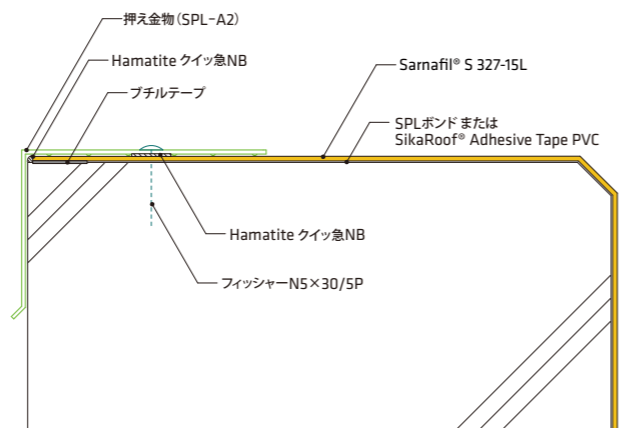 押え金物(SPL-A2)
Hamatite クイッ急NB
ブチルテープ
Sarnafil® S 327-15L
SPLボンド または
SikaRoof® Adhesive Tape PVC
Hamatite クイッ急NB
フィッシャーN5×30/5P